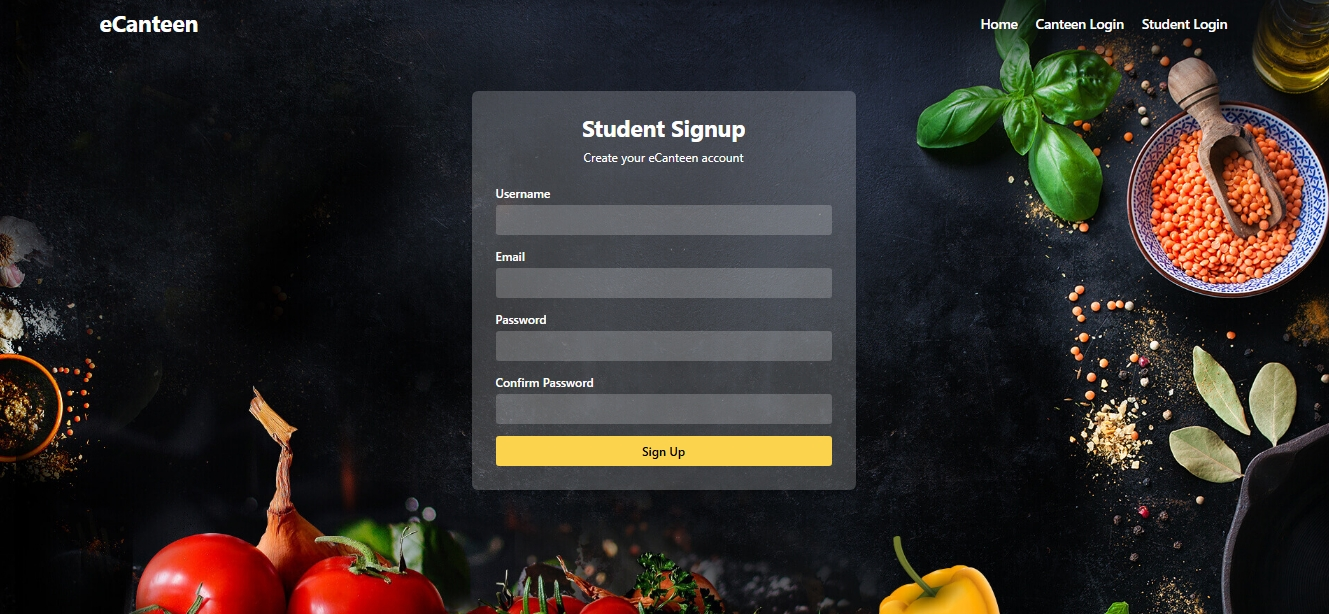 eCanteen
Home Canteen Login Student Login
Student Signup
Create your eCanteen account
Username
Email
Password
Confirm Password
Sign Up